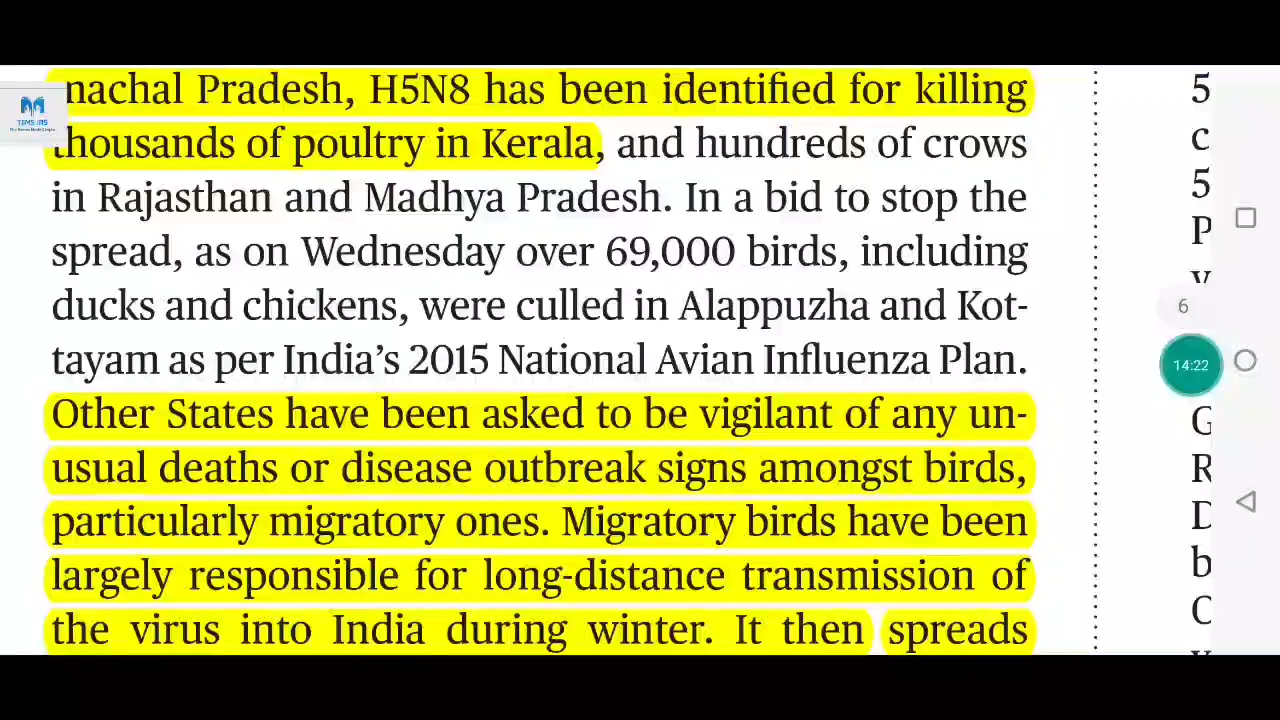 machal Pradesh, H5N8 has been identified for killing
thousands of poultry in Kerala, and hundreds of crows
in Rajasthan and Madhya Pradesh. In a bid to stop the
spread, as on Wednesday over 69,000 birds, including
ducks and chickens, were culled in Alappuzha and Kot-
tayam as per India’s 2015 National Avian Influenza Plan.
Other States have been asked to be vigilant of any un-
usual deaths or disease outbreak signs amongst birds,
particularly migratory ones. Migratory birds have been
largely responsible for long-distance transmission of
the virus into India during winter. It then spreads
5
c
5
P
6
14:22
G
R
D
b
C